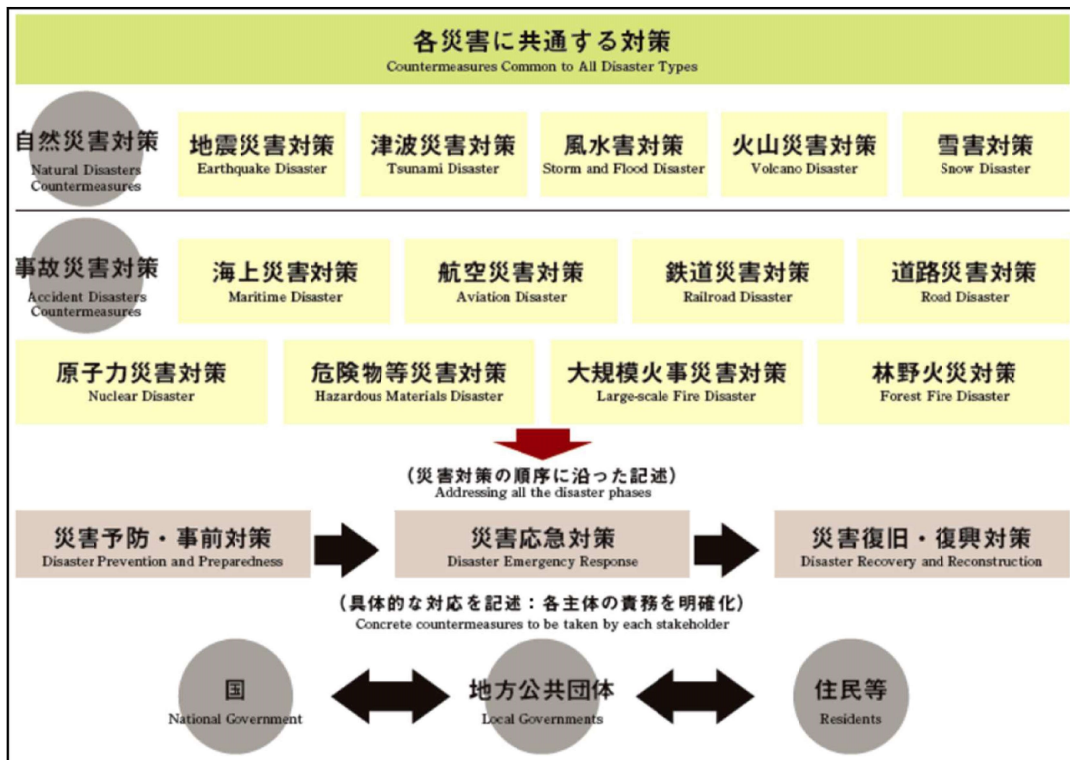 各災害に共通する対策
Countermeasures Common to All Disaster Types
自然災害対策
Natural Disasters
Countermeasures
地震災害対策
Earthquake Disaster
津波災害対策
Tsunami Disaster
風水害対策
Storm and Flood Disaster
火山災害対策
Volcano Disaster
雪害対策
Snow Disaster
事故災害対策
Accident Disasters
Countermeasures
海上災害対策
Maritime Disaster
航空災害対策
Aviation Disaster
鉄道災害対策
Railroad Disaster
道路災害対策
Road Disaster
原子力災害対策
Nuclear Disaster
危険物等災害対策
Hazardous Materials Disaster
大規模火事災害対策
Large-scale Fire Disaster
林野火災対策
Forest Fire Disaster
(災害対策の順序に沿った記述)
Addressing all the disaster phases
災害予防・事前対策
Disaster Prevention and Preparedness
災害応急対策
Disaster Emergency Response
災害復旧・復興対策
Disaster Recovery and Reconstruction
(具体的な対応を記述：各主体の責務を明確化)
Concrete countermeasures to be taken by each stakeholder
国
National Government
地方公共団体
Local Governments
住民等
Residents